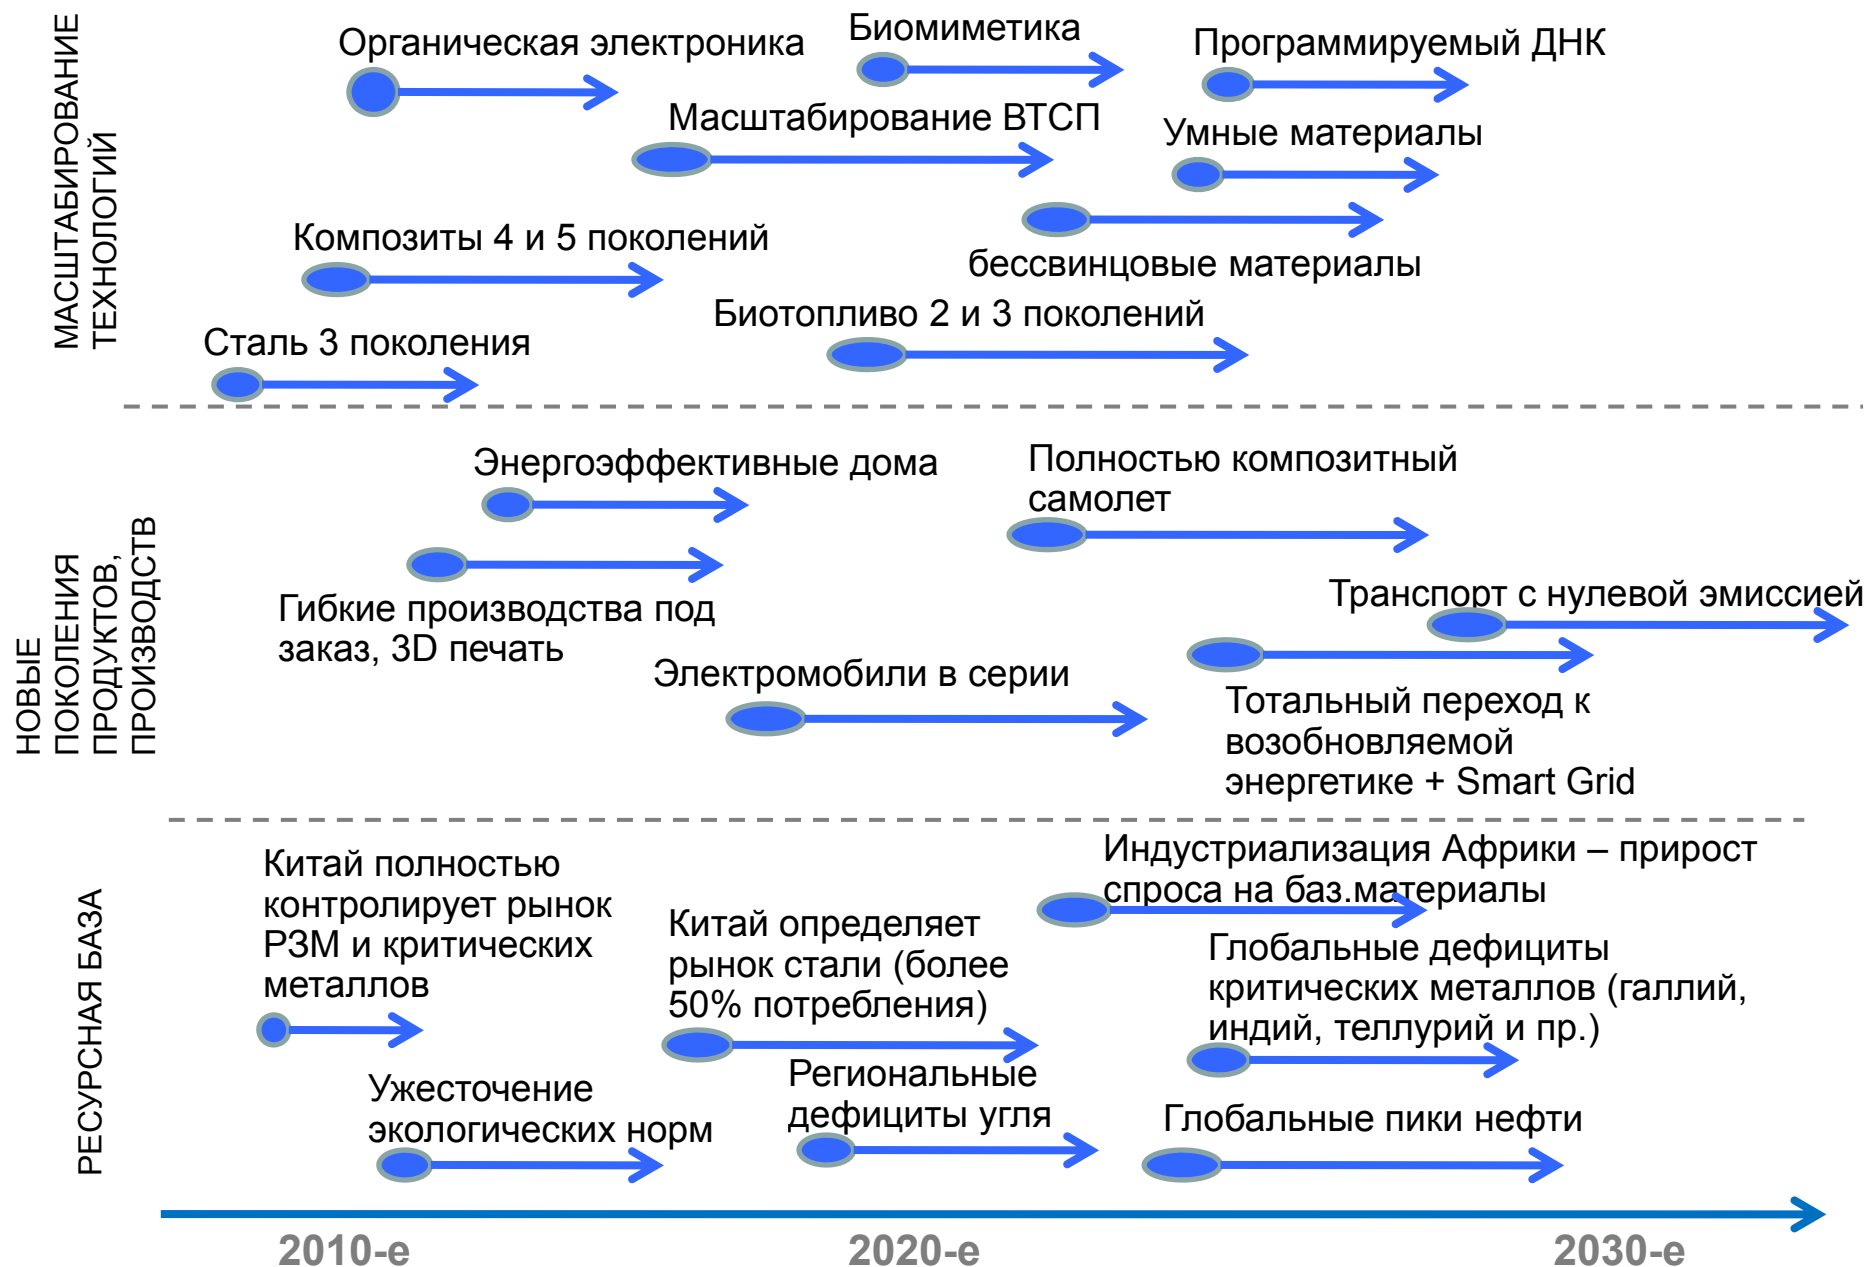 МАСШТАБИРОВАНИЕ
ТЕХНОЛОГИЙ
Органическая электроника
Биомиметика
Программируемый ДНК
Масштабирование ВТСП
Умные материалы
Композиты 4 и 5 поколений
бессвинцовые материалы
Биотопливо 2 и 3 поколений
Сталь 3 поколения
НОВЫЕ
ПОКОЛЕНИЯ
ПРОДУКТОВ,
ПРОИЗВОДСТВ
Энергоэффективные дома
Полностью композитный
самолет
Гибкие производства под
заказ, 3D печать
Транспорт с нулевой эмиссией
Электромобили в серии
Тотальный переход к
возобновляемой
энергетике + Smart Grid
РЕСУРСНАЯ БАЗА
Китай полностью
контролирует рынок
РЗМ и критических
металлов
Индустриализация Африки – прирост
спроса на баз.материалы
Китай определяет
рынок стали (более
50% потребления)
Глобальные дефициты
критических металлов (галлий,
индий, теллурий и пр.)
Ужесточение
экологических норм
Региональные
дефициты угля
Глобальные пики нефти
2010-е
2020-е
2030-е